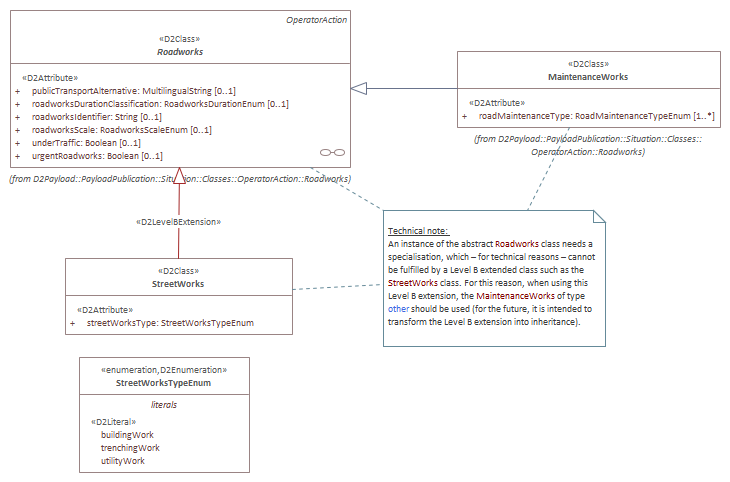 OperatorAction
«D2Class»
Roadworks
«D2Attribute»
+ publicTransportAlternative: MultilingualString [0..1]
+ roadworksDurationClassification: RoadworksDurationEnum [0..1]
+ roadworksIdentifier: String [0..1]
+ roadworksScale: RoadworksScaleEnum [0..1]
+ underTraffic: Boolean [0..1]
+ urgentRoadworks: Boolean [0..1]
(from D2Payload::PayloadPublication::Situation::Classes::OperatorAction::Roadworks)
«D2Class»
MaintenanceWorks
«D2Attribute»
+ roadMaintenanceType: RoadMaintenanceTypeEnum [1..*]
(from D2Payload::PayloadPublication::Situation::Classes::
OperatorAction::Roadworks)
«D2LevelBExtension»
«D2Class»
StreetWorks
«D2Attribute»
+ streetWorksType: StreetWorksTypeEnum
Technical note:
An instance of the abstract Roadworks class needs a
specialisation, which – for technical reasons – cannot
be fulfilled by a Level B extended class such as the
StreetWorks class. For this reason, when using this
Level B extension, the MaintenanceWorks of type
other should be used (for the future, it is intended to
transform the Level B extension into inheritance).
«enumeration,D2Enumeration»
StreetWorksTypeEnum
literals
«D2Literal»
buildingWork
trenchingWork
utilityWork